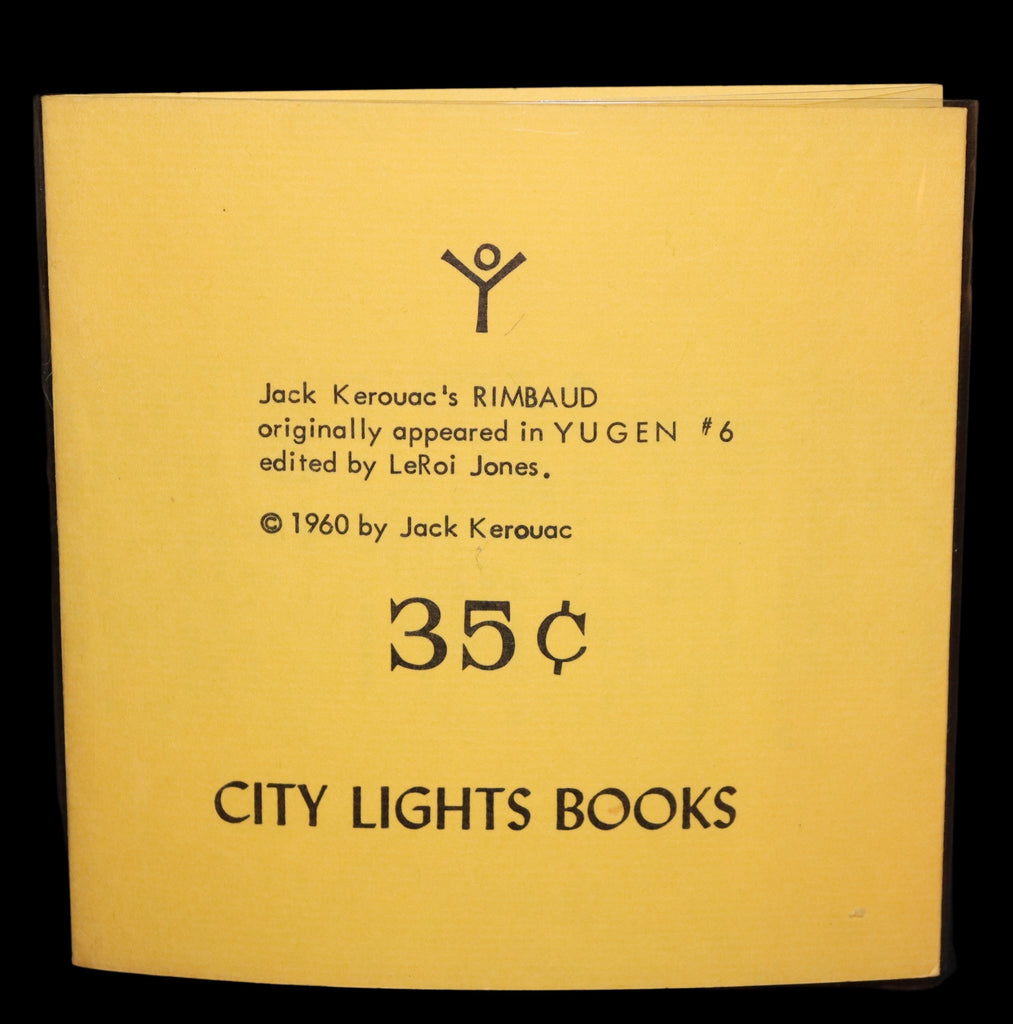 Jack Kerouac's RIMBAUD
originally appeared in YUGEN #6
edited by LeRoi Jones.
© 1960 by Jack Kerouac
35¢
CITY LIGHTS BOOKS